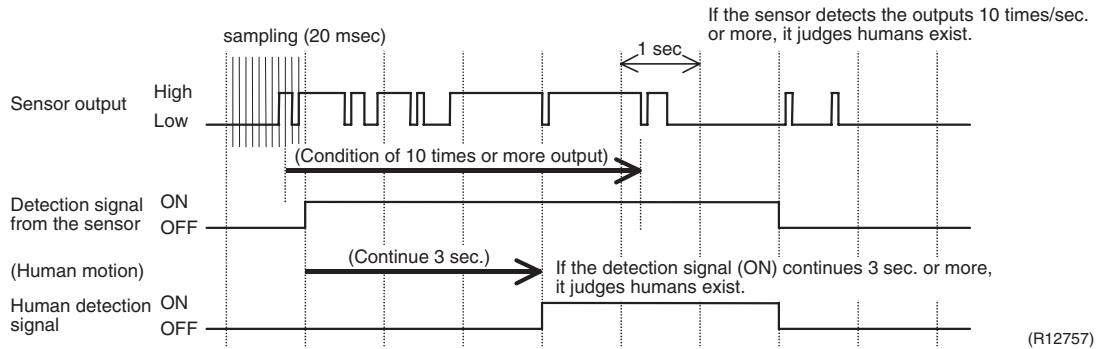 If the sensor detects the outputs 10 times/sec.
or more, it judges humans exist.
sampling (20 msec)
1 sec
Sensor output
High
Low
(Condition of 10 times or more output)
Detection signal
from the sensor
ON
OFF
(Human motion)
(Continue 3 sec.)
If the detection signal (ON) continues 3 sec. or more,
it judges humans exist.
Human detection
signal
ON
OFF
(R12757)